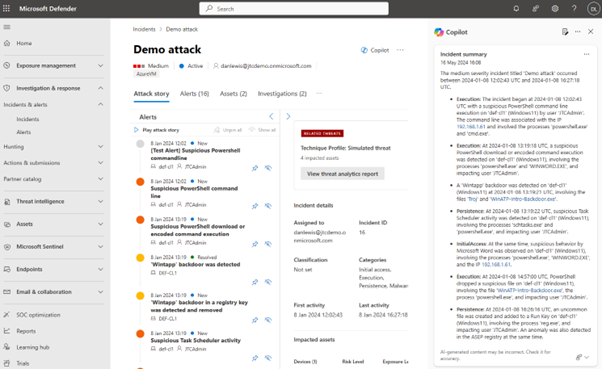 Microsoft Defender
Search
Home
Exposure management
Investigation & response
Incidents & alerts
Incidents
Alerts
Hunting
Actions & submissions
Partner catalog
Threat intelligence
Assets
Microsoft Sentinel
Endpoints
Email & collaboration
SOC optimization
Reports
Learning hub
Trials
Incidents > Demo attack
Demo attack
Copilot
Medium
Active
danlewis@jtcdemo.onmicrosoft.com
AzureVM
Attack story
Alerts (16)
Assets (2)
Investigations (2)
Alerts
Play attack story
Unpin all
Show all
8 Jan 2024 12:02 • New
(Test Alert) Suspicious PowerShell
commandline
def-cl1
JTCAdmin
8 Jan 2024 12:02 • New
Suspicious PowerShell command
line
def-cl1
JTCAdmin
8 Jan 2024 13:19 • New
Suspicious PowerShell download or
encoded command execution
def-cl1
JTCAdmin
8 Jan 2024 13:19 • Resolved
'Wintapp' backdoor was detected
DEF-CL1
8 Jan 2024 13:19 • New
'Wintapp' backdoor in a registry key
was detected and removed
DEF-CL1
8 Jan 2024 13:19 • New
Suspicious Task Scheduler activity
def-cl1
JTCAdmin
RELATED THREATS
Technique Profile: Simulated threat
4 impacted assets
View threat analytics report
Incident details
Assigned to
danlewis@jtcdemo.o
nmicrosoft.com
Incident ID
16
Classification
Not set
Categories
Initial access,
Execution,
Persistence, Malware
First activity
8 Jan 2024 12:02:43
Last activity
8 Jan 2024 16:27:18
Impacted assets
Devices (1)
Risk Level
Exposure Le
Copilot
Incident summary
16 May 2024 16:08
The medium severity incident titled 'Demo attack' occurred
between 2024-01-08 12:02:43 UTC and 2024-01-08 16:27:18
UTC.
• Execution: The incident began at 2024-01-08 12:02:43
UTC with a suspicious PowerShell command line
execution on 'def-cl1' (Windows11) by user 'JTCAdmin'.
The command line was associated with the IP
192.168.1.61 and involved the processes 'powershell.exe'
and 'cmd.exe'.
• Execution: At 2024-01-08 13:19:18 UTC, a suspicious
PowerShell download or encoded command execution
was detected on 'def-cl1' (Windows11), involving the
processes 'powershell.exe' and 'WINWORD.EXE', and
impacting user 'JTCAdmin'.
• A 'Wintapp' backdoor was detected on 'def-cl1'
(Windows11) at 2024-01-08 13:19:21 UTC, involving the
files 'Troj' and 'WinATP-Intro-Backdoor.exe'.
• Persistence: At 2024-01-08 13:19:22 UTC, suspicious Task
Scheduler activity was detected on 'def-cl1' (Windows11),
involving the processes 'schtasks.exe' and
'powershell.exe', and impacting user 'JTCAdmin'.
• InitialAccess: At the same time, suspicious behavior by
Microsoft Word was observed on 'def-cl1' (Windows11),
involving the processes 'powershell.exe', 'WINWORD.EXE',
and the IP 192.168.1.61.
• Execution: At 2024-01-08 14:57:00 UTC, PowerShell
dropped a suspicious file on 'def-cl1' (Windows11),
involving the file 'WinATP-Intro-Backdoor.exe', the
process 'powershell.exe', and impacting user 'JTCAdmin'.
• Persistence: At 2024-01-08 16:26:16 UTC, an uncommon
file was created and added to a Run Key on 'def-cl1'
(Windows11), involving the process 'reg.exe', and
impacting user 'JTCAdmin'. An anomaly was also detected
in the ASEP registry at the same time.
AI-generated content may be incorrect. Check it for
accuracy.